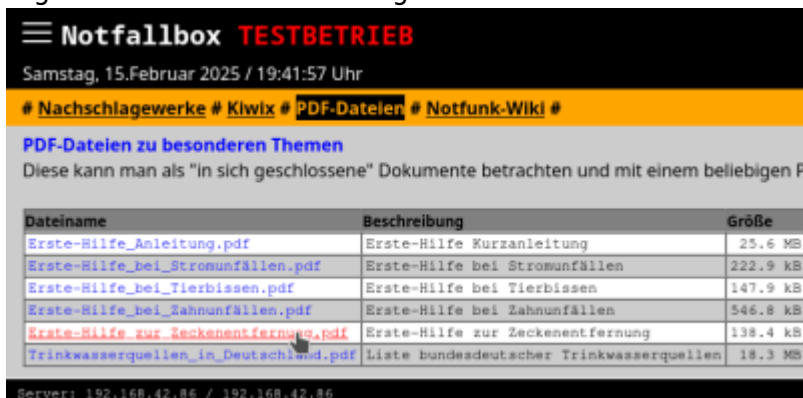 Notfallbox TESTBETRIEB
Samstag, 15.Februar 2025 / 19:41:57 Uhr
# Nachschlagewerke # Kiwix # PDF-Dateien # Notfunk-Wiki #
PDF-Dateien zu besonderen Themen
Diese kann man als "in sich geschlossene" Dokumente betrachten und mit einem beliebigen
Dateiname Beschreibung Größe
Erste-Hilfe_Anleitung.pdf Erste-Hilfe Kurzanleitung 25.6 MB
Erste-Hilfe_bei_Stromunfällen.pdf Erste-Hilfe bei Stromunfällen 222.9 kB
Erste-Hilfe_bei_Tierbissen.pdf Erste-Hilfe bei Tierbissen 147.9 kB
Erste-Hilfe_bei_Zahnunfällen.pdf Erste-Hilfe bei Zahnunfällen 546.8 kB
Erste-Hilfe_zur_Zeckenentfernung.pdf Erste-Hilfe zur Zeckenentfernung 138.4 kB
Trinkwasserquellen_in_Deutschland.pdf Liste bundesdeutscher Trinkwasserquellen 18.3 MB
Server: 192.168.42.86 / 192.168.42.86